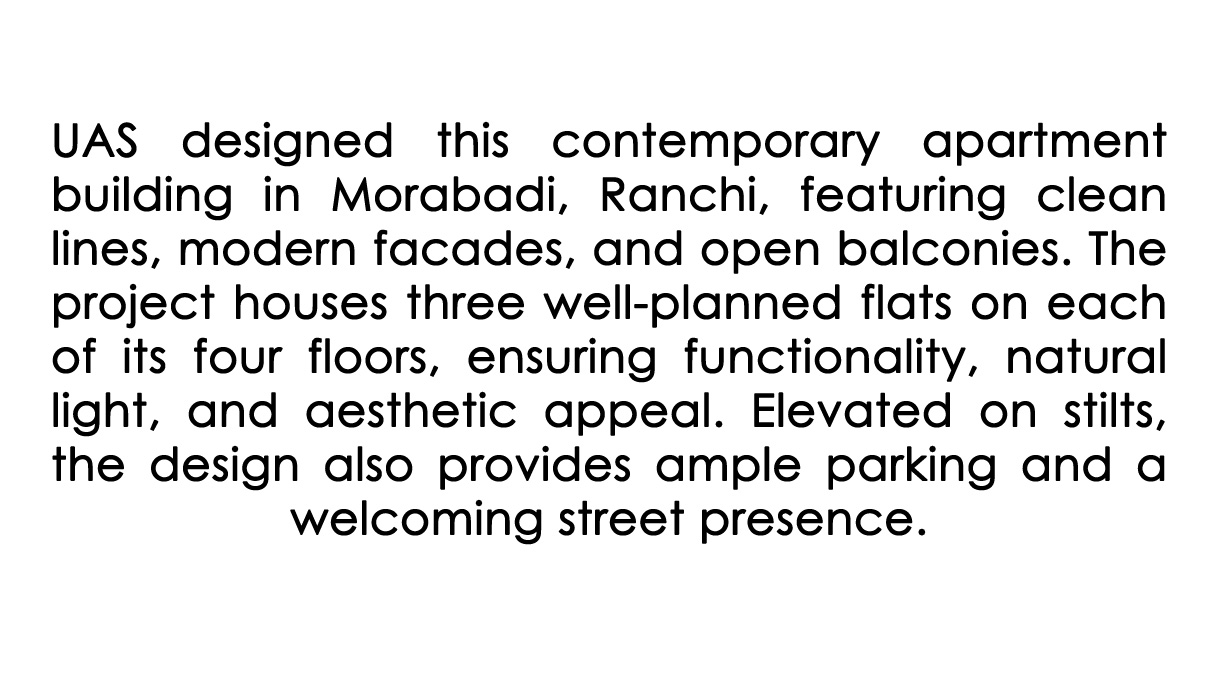 UAS designed this contemporary apartment
building in Morabadi, Ranchi, featuring clean
lines, modern facades, and open balconies. The
project houses three well-planned flats on each
of its four floors, ensuring functionality, natural
light, and aesthetic appeal. Elevated on stilts,
the design also provides ample parking and a
welcoming street presence.